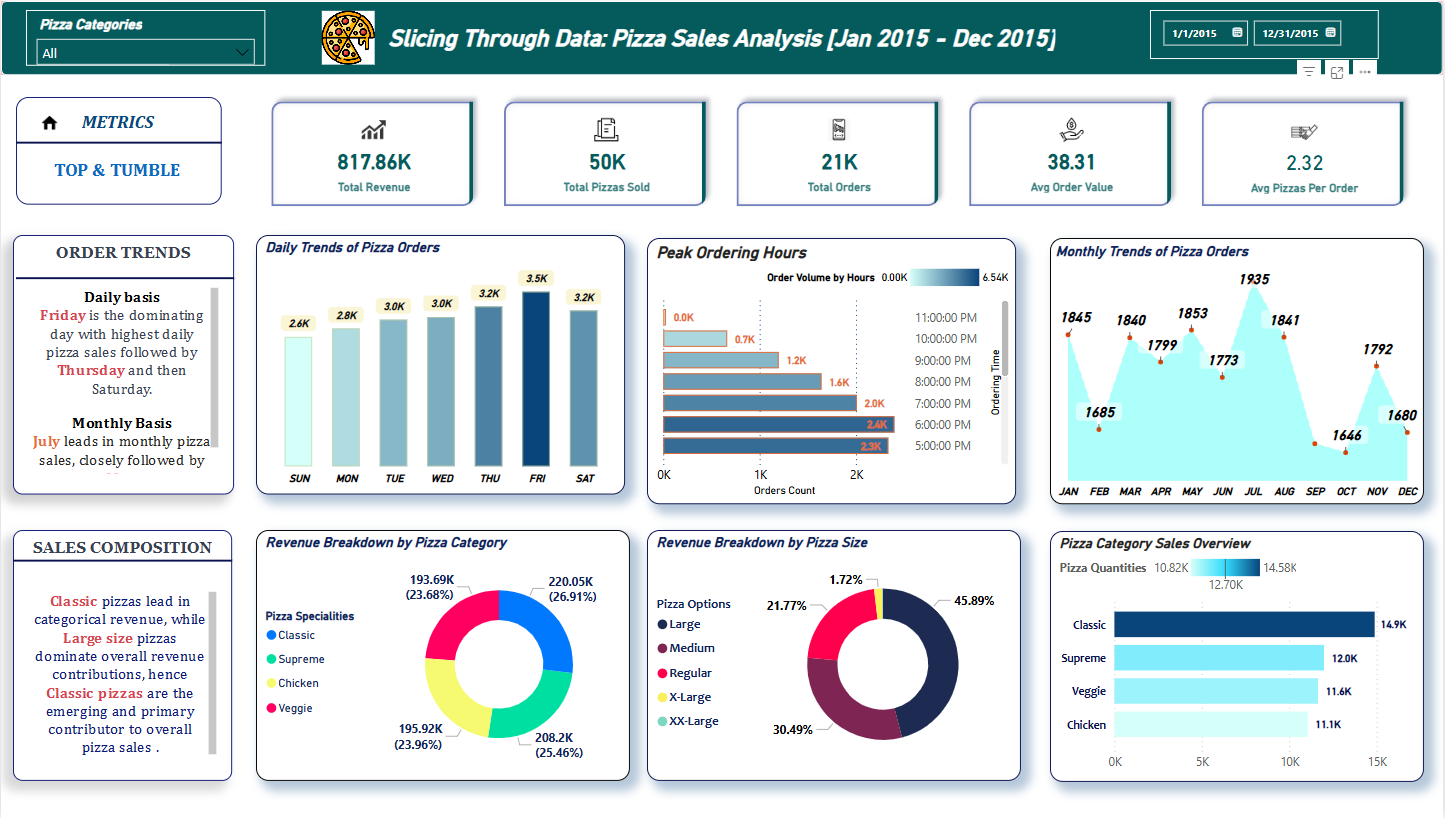 Pizza Categories
All
Slicing Through Data: Pizza Sales Analysis [Jan 2015 - Dec 2015]
1/1/2015
12/31/2015
METRICS
TOP & TUMBLE
817.86K
Total Revenue
50K
Total Pizzas Sold
21K
Total Orders
38.31
Avg Order Value
2.32
Avg Pizzas Per Order
ORDER TRENDS
Daily basis
Friday is the dominating
day with highest daily
pizza sales followed by
Thursday and then
Saturday.
Monthly Basis
July leads in monthly pizza
sales, closely followed by
Daily Trends of Pizza Orders
2.6K
2.8K
3.0K
3.0K
3.2K
3.5K
3.2K
SUN MON TUE WED THU FRI SAT
Peak Ordering Hours
Order Volume by Hours 0.00K 6.54K
0.0K 11:00:00 PM
0.7K 10:00:00 PM
1.2K 9:00:00 PM
1.6K 8:00:00 PM
2.0K 7:00:00 PM
2.4K 6:00:00 PM
2.3K 5:00:00 PM
Ordering Time
0K 1K 2K
Orders Count
Monthly Trends of Pizza Orders
1845
1685
1840
1799
1853
1773
1935
1841
1646
1792
1680
JAN FEB MAR APR MAY JUN JUL AUG SEP OCT NOV DEC
SALES COMPOSITION
Classic pizzas lead in
categorical revenue, while
Large size pizzas
dominate overall revenue
contributions, hence
Classic pizzas are the
emerging and primary
contributor to overall
pizza sales .
Revenue Breakdown by Pizza Category
Pizza Specialities
Classic
Supreme
Chicken
Veggie
193.69K
(23.68%)
220.05K
(26.91%)
195.92K
(23.96%)
208.2K
(25.46%)
Revenue Breakdown by Pizza Size
Pizza Options
Large
Medium
Regular
X-Large
XX-Large
1.72%
21.77%
45.89%
30.49%
Pizza Category Sales Overview
Pizza Quantities 10.82K 14.58K
12.70K
Classic 14.9K
Supreme 12.0K
Veggie 11.6K
Chicken 11.1K
0K 5K 10K 15K